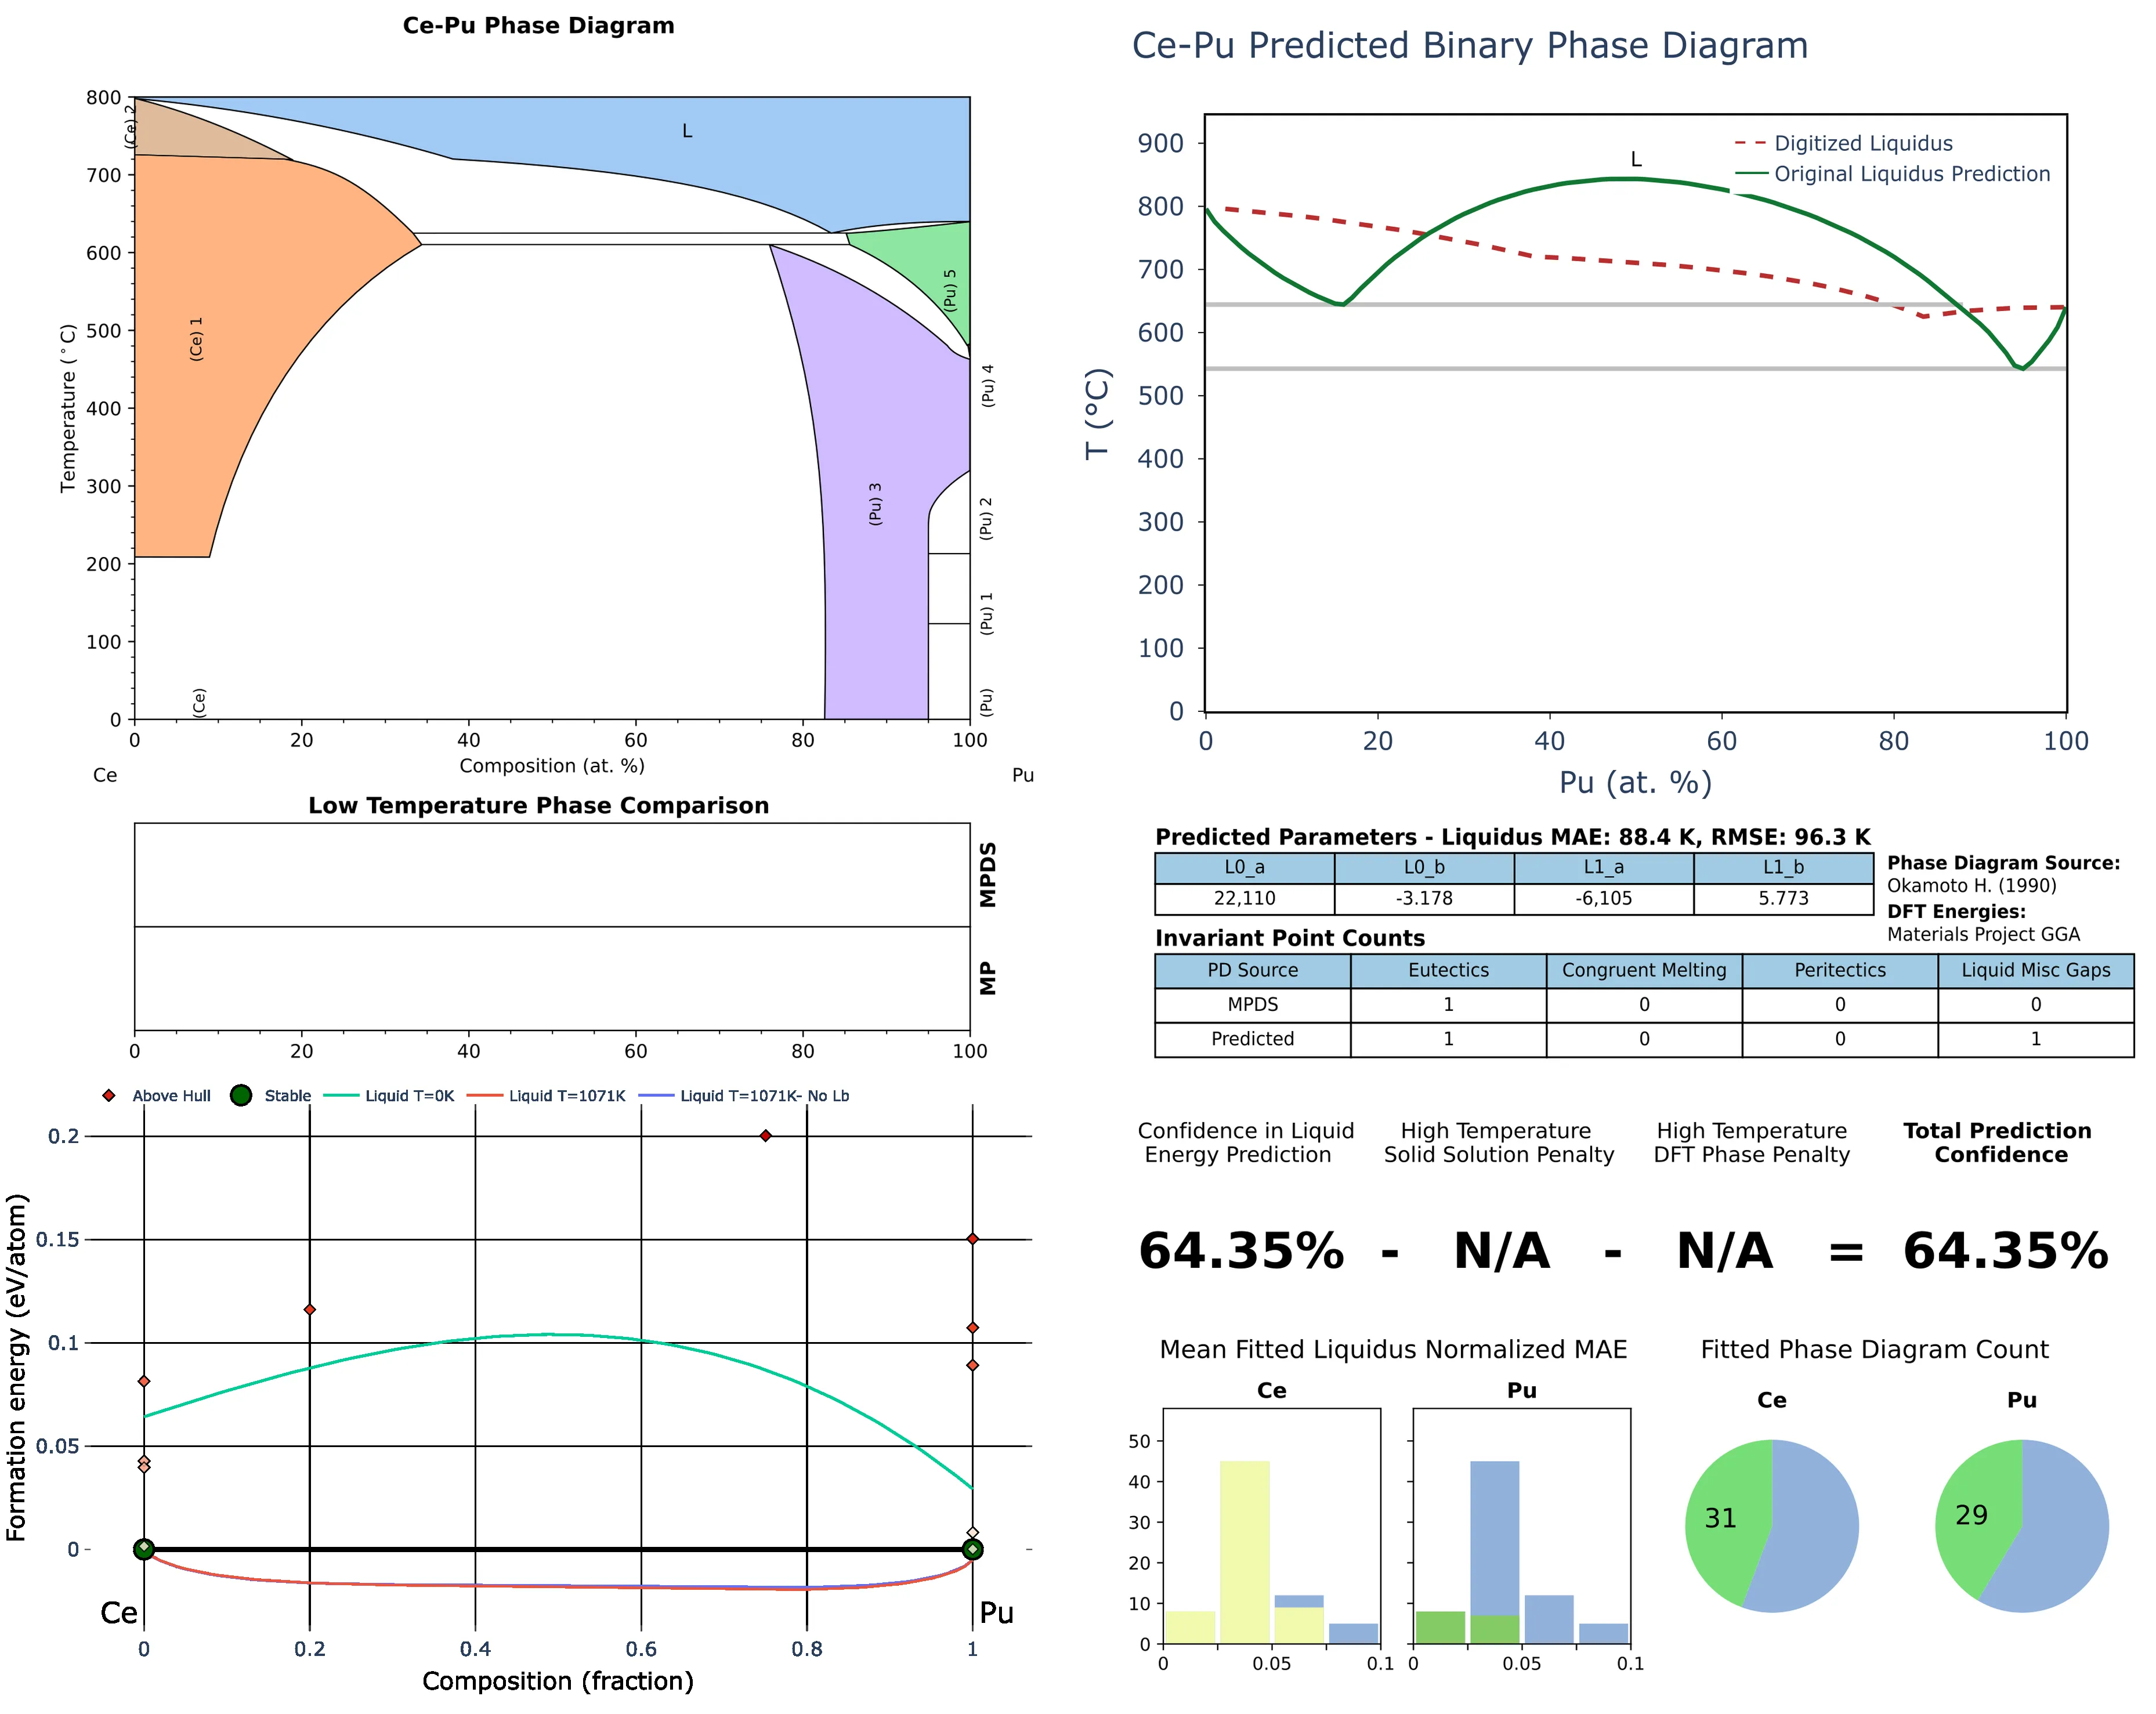 Ce-Pu Phase Diagram
800
700
600
500
400
300
200
100
0
Temperature (°C)
(Ce) 2
L
(Ce) 1
(Pu) 5
(Pu) 4
(Pu) 3
(Pu) 2
(Pu) 1
(Ce)
(Pu)
0 20 40 60 80 100
Composition (at. %)
Ce Pu
Low Temperature Phase Comparison
MPDS
MP
0 20 40 60 80 100
Above Hull Stable Liquid T=0K Liquid T=1071K Liquid T=1071K- No Lb
0.2
0.15
0.1
0.05
0
Formation energy (eV/atom)
Ce Pu
0 0.2 0.4 0.6 0.8 1
Composition (fraction)
Ce-Pu Predicted Binary Phase Diagram
900
800
700
600
500
400
300
200
100
0
T (°C)
L
Digitized Liquidus
Original Liquidus Prediction
0 20 40 60 80 100
Pu (at. %)
Predicted Parameters - Liquidus MAE: 88.4 K, RMSE: 96.3 K
L0_a L0_b L1_a L1_b
22,110 -3.178 -6,105 5.773
Phase Diagram Source:
Okamoto H. (1990)
DFT Energies:
Materials Project GGA
Invariant Point Counts
PD Source Eutectics Congruent Melting Peritectics Liquid Misc Gaps
MPDS 1 0 0 0
Predicted 1 0 0 1
Confidence in Liquid
Energy Prediction
High Temperature
Solid Solution Penalty
High Temperature
DFT Phase Penalty
Total Prediction
Confidence
64.35% - N/A - N/A = 64.35%
Mean Fitted Liquidus Normalized MAE
Ce Pu
50
40
30
20
10
0
0 0.05 0.1 0 0.05 0.1
Fitted Phase Diagram Count
Ce Pu
31 29